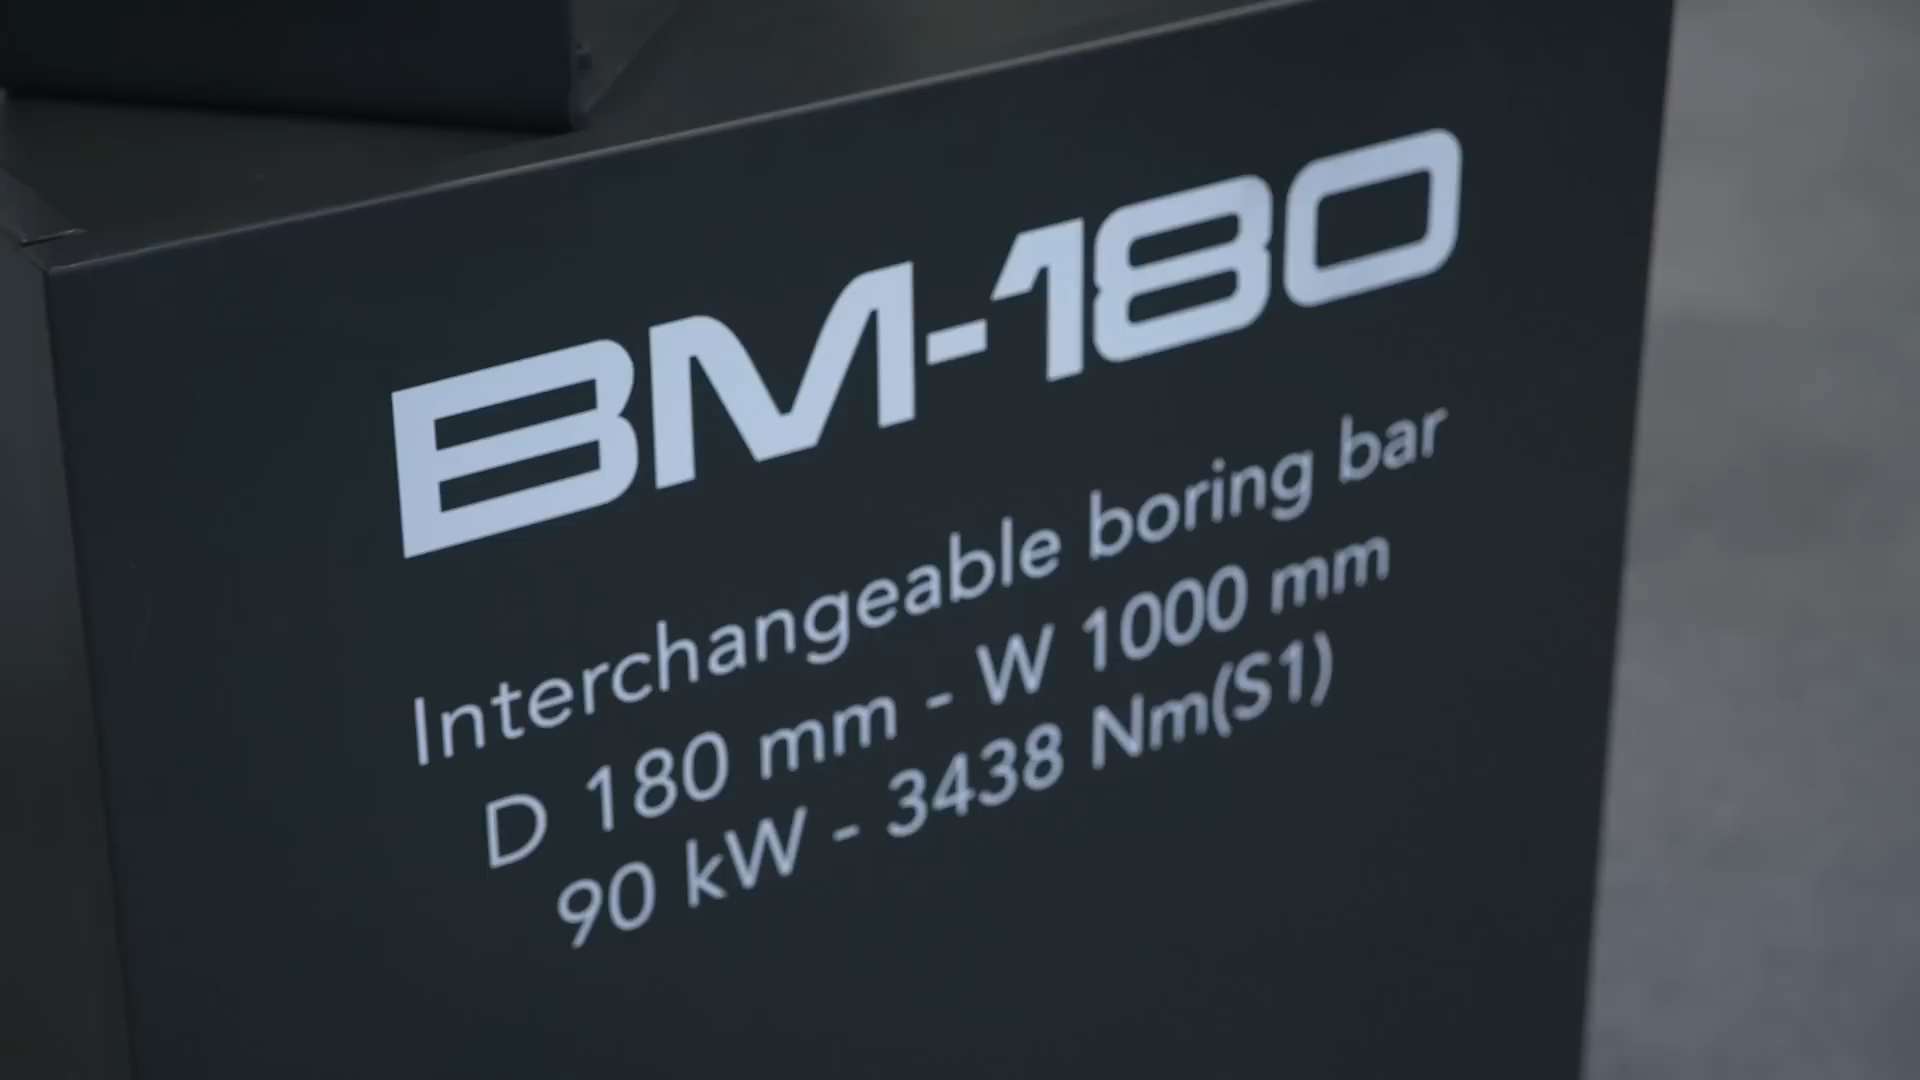 BM-180
Interchangeable boring bar
D 180 mm - W 1000 mm
90 kW - 3438 Nm(S1)